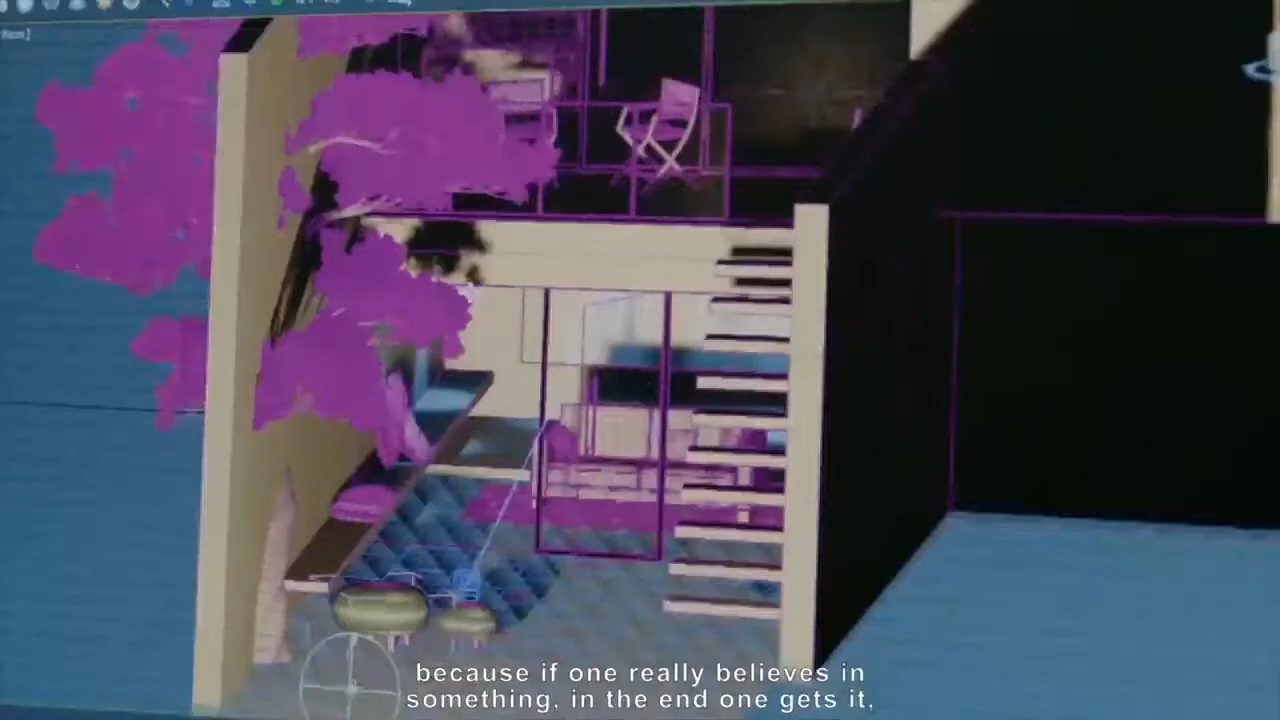 because if one really believes in
something, in the end one gets it,